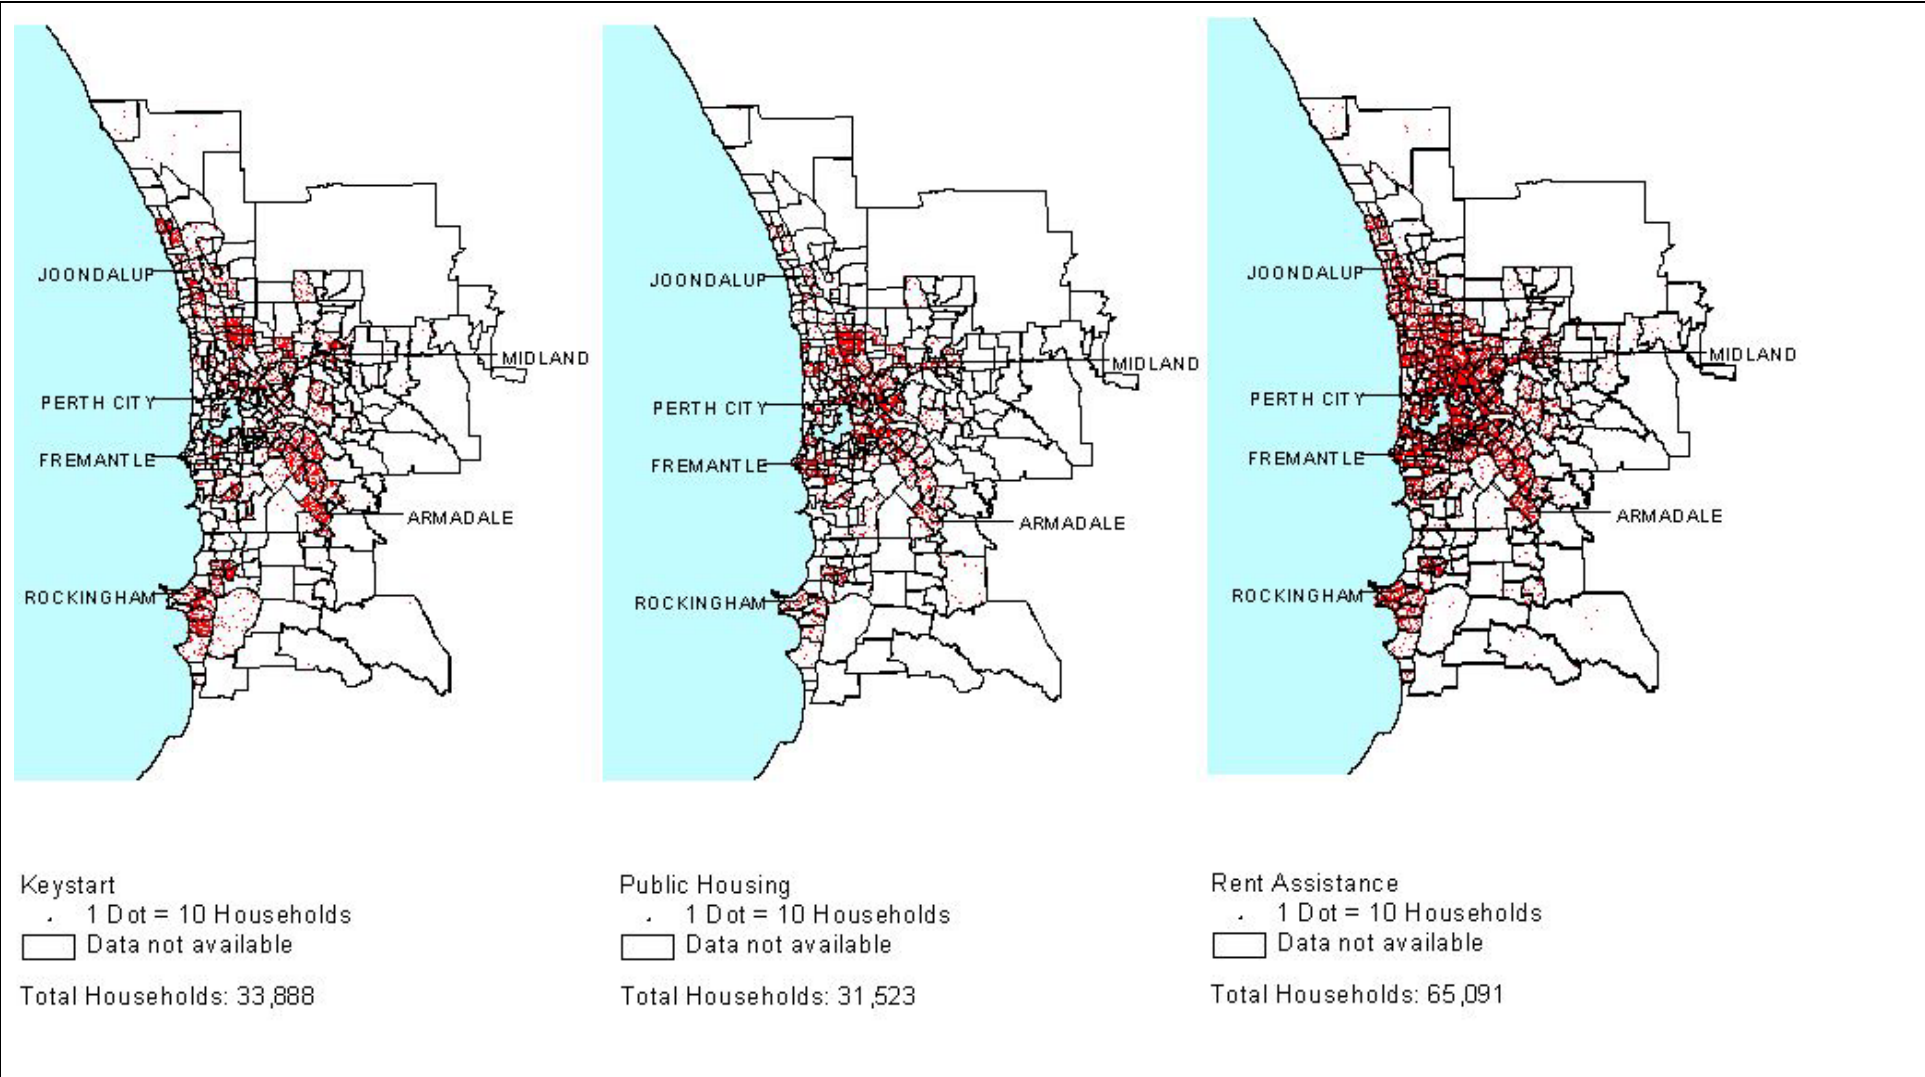 JOONDALUP
MIDLAND
PERTH CITY
FREMANTLE
ARMADALE
ROCKINGHAM
Keystart
1 Dot = 10 Households
Data not available
Total Households: 33,888
JOONDALUP
MIDLAND
PERTH CITY
FREMANTLE
ARMADALE
ROCKINGHAM
Public Housing
1 Dot = 10 Households
Data not available
Total Households: 31,523
JOONDALUP
MIDLAND
PERTH CITY
FREMANTLE
ARMADALE
ROCKINGHAM
Rent Assistance
1 Dot = 10 Households
Data not available
Total Households: 65,091